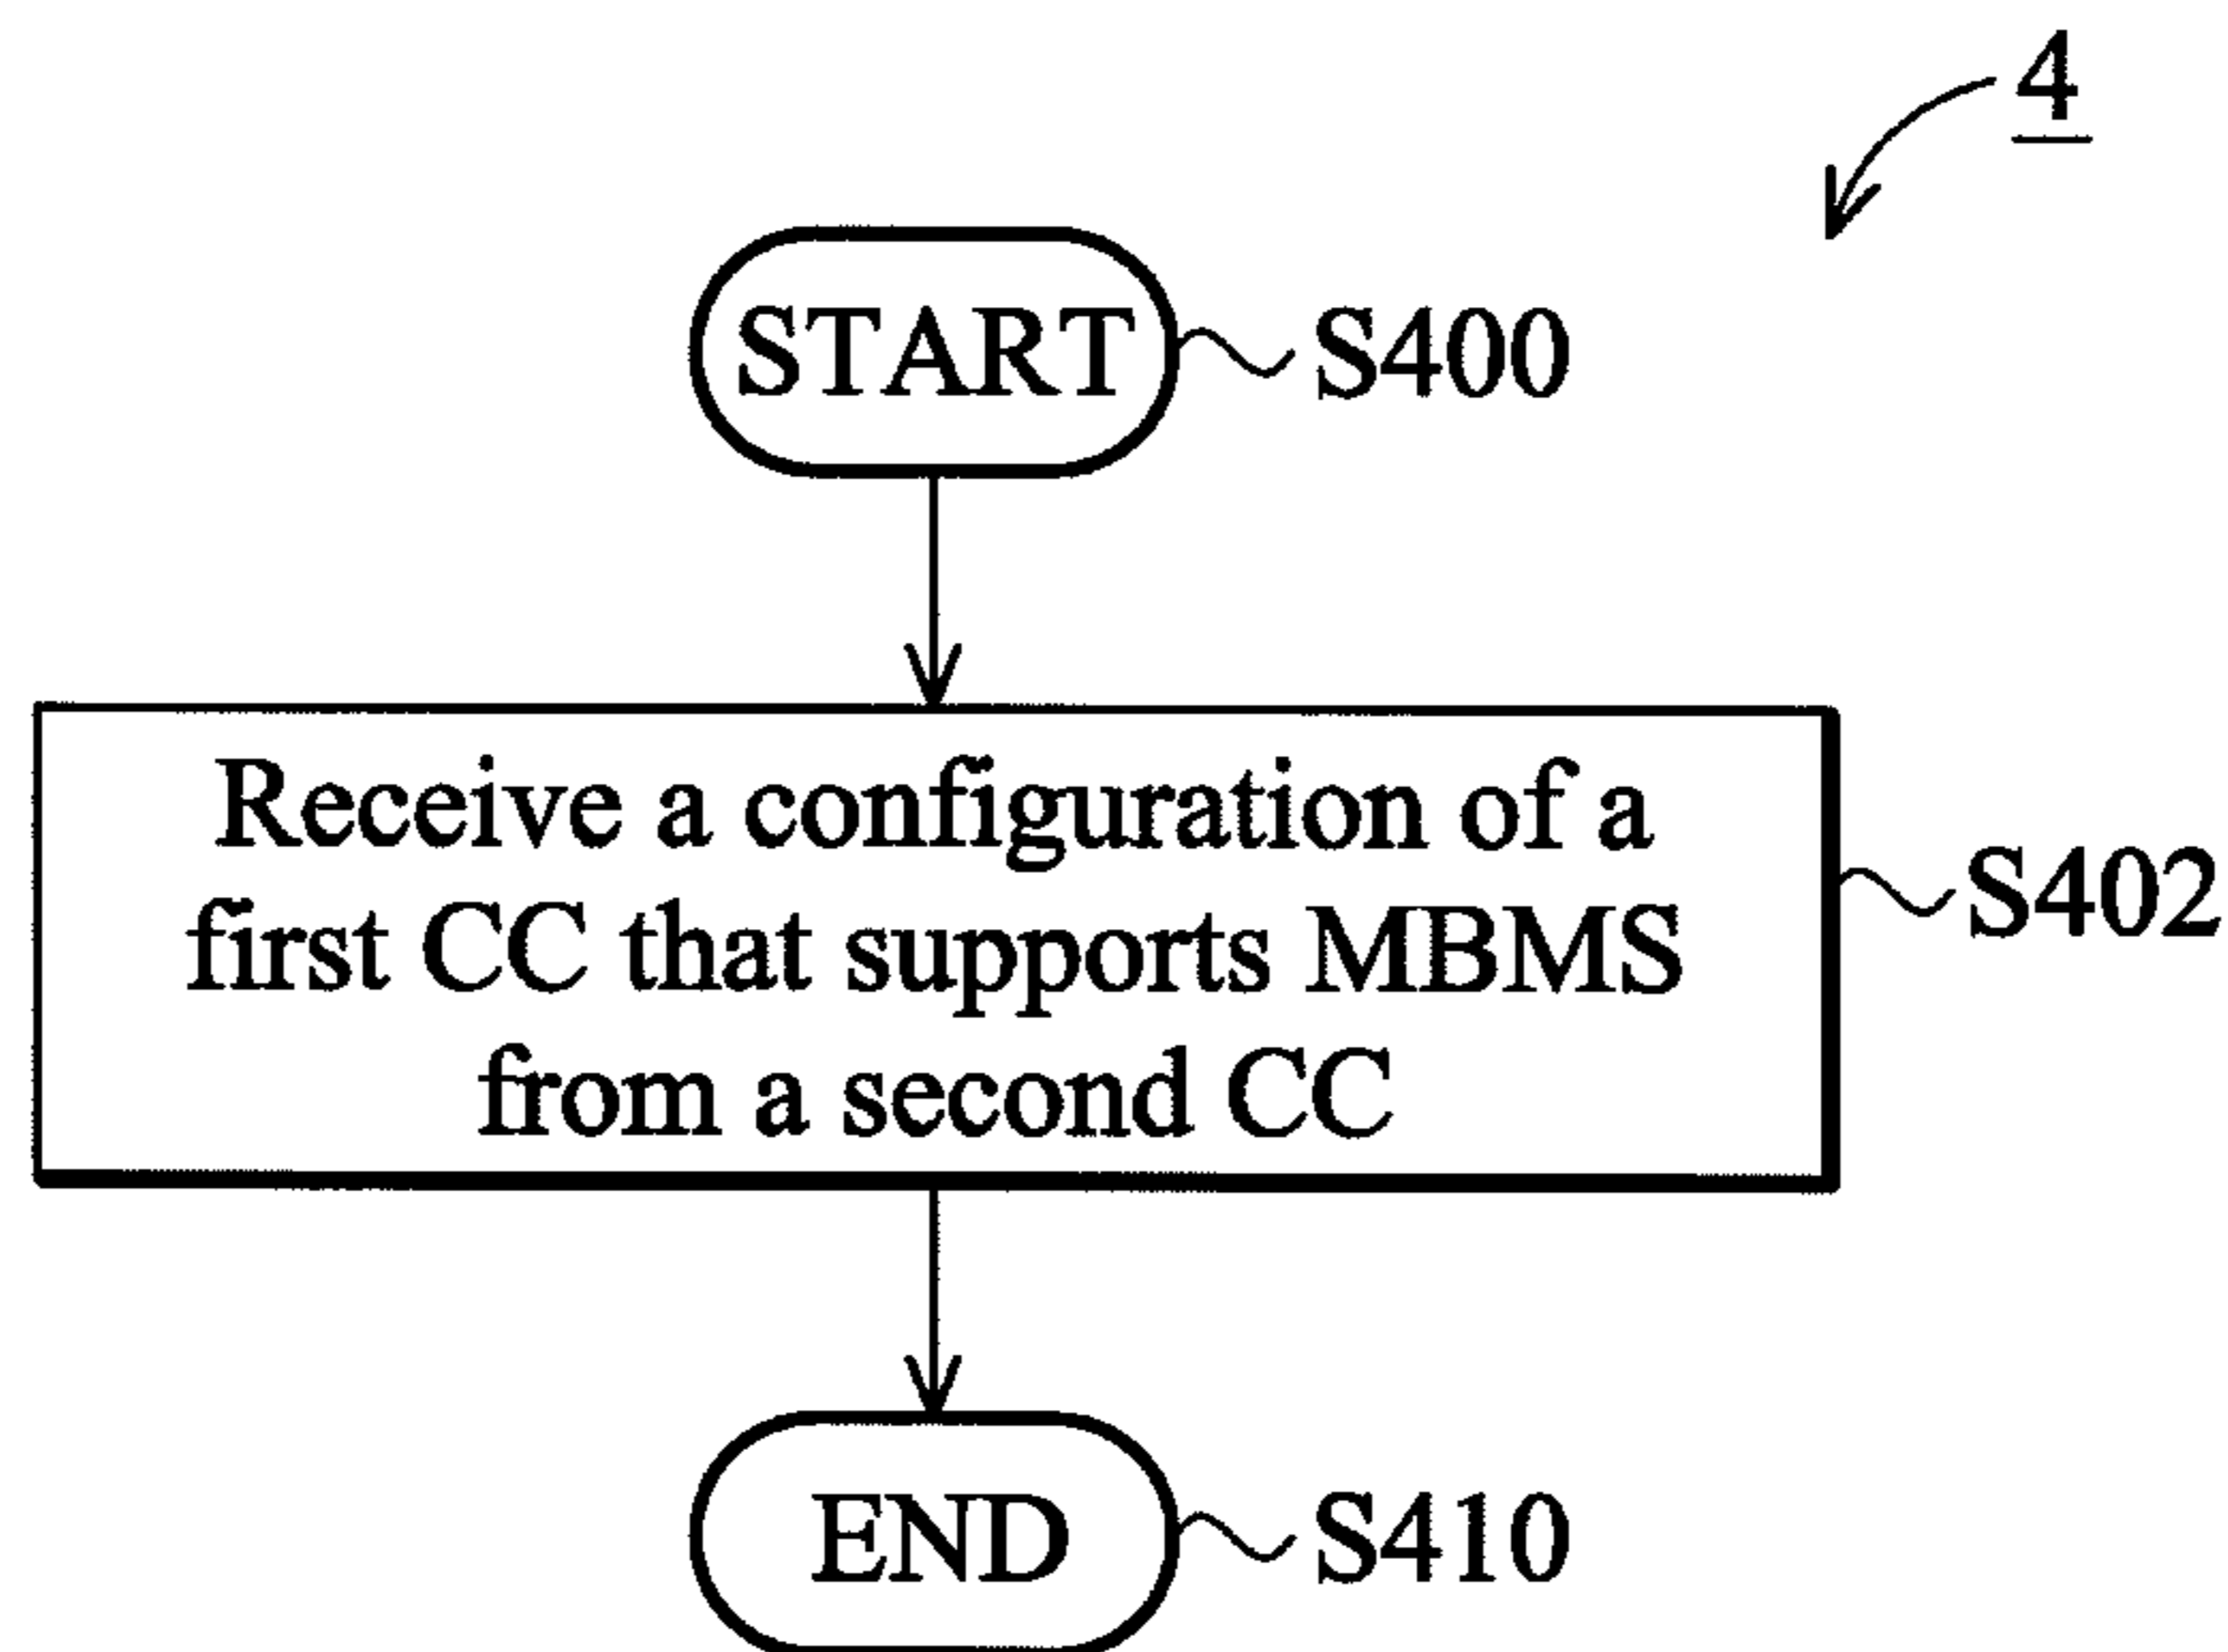 4
START
S400
Receive a configuration of a
first CC that supports MBMS
from a second CC
S402
END
S410